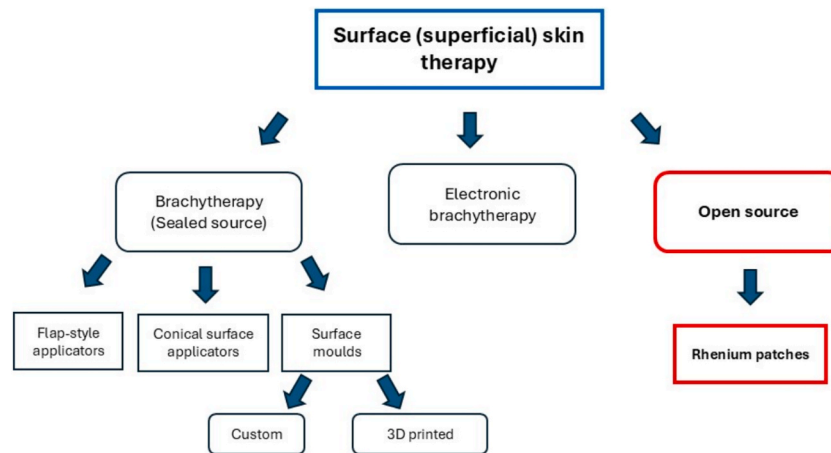 Surface (superficial) skin
therapy
Brachytherapy
(Sealed source)
Electronic
brachytherapy
Open source
Flap-style
applicators
Conical surface
applicators
Surface
moulds
Rhenium patches
Custom
3D printed